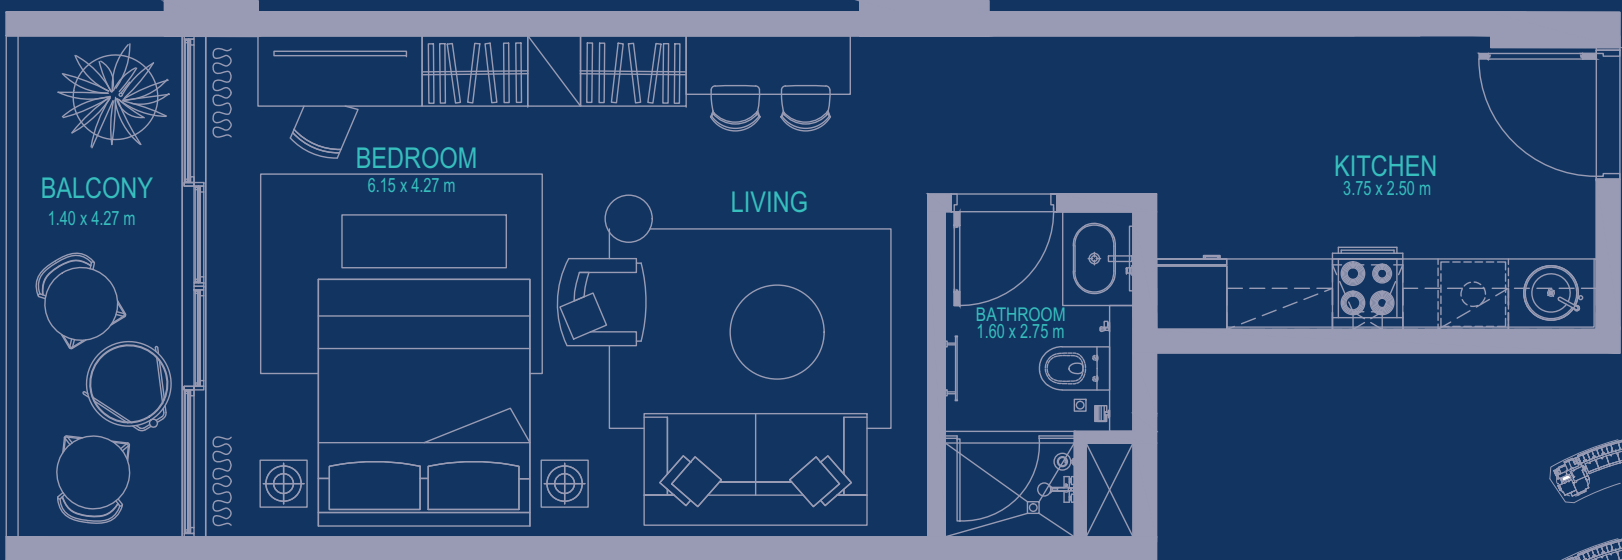 BALCONY
1.40 x 4.27 m
BEDROOM
6.15 x 4.27 m
LIVING
BATHROOM
1.60 x 2.75 m
KITCHEN
3.75 x 2.50 m